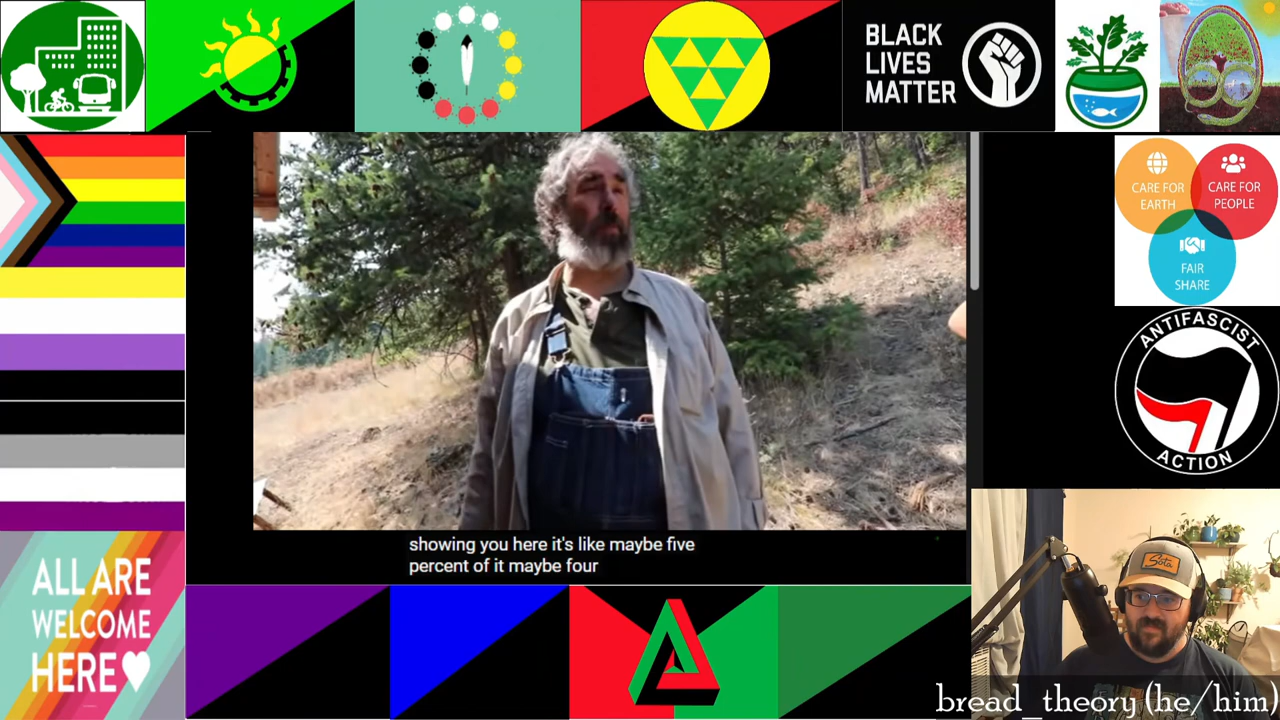 BLACK
LIVES
MATTER
CARE FOR
EARTH
CARE FOR
PEOPLE
FAIR
SHARE
ANTIFASCIST
ACTION
showing you here it's like maybe five
percent of it maybe four
ALL ARE
WELCOME
HERE
Sota
bread_theory (he/him)